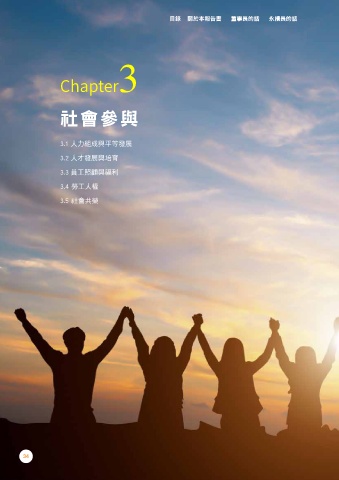 目錄 關於本報告書 董事長的話 永續長的話
Chapter3
社會參與
3.1 人力組成與平等發展
3.2 人才發展與培育
3.3 員工照顧與福利
3.4 勞工人權
3.5 社會共榮
34